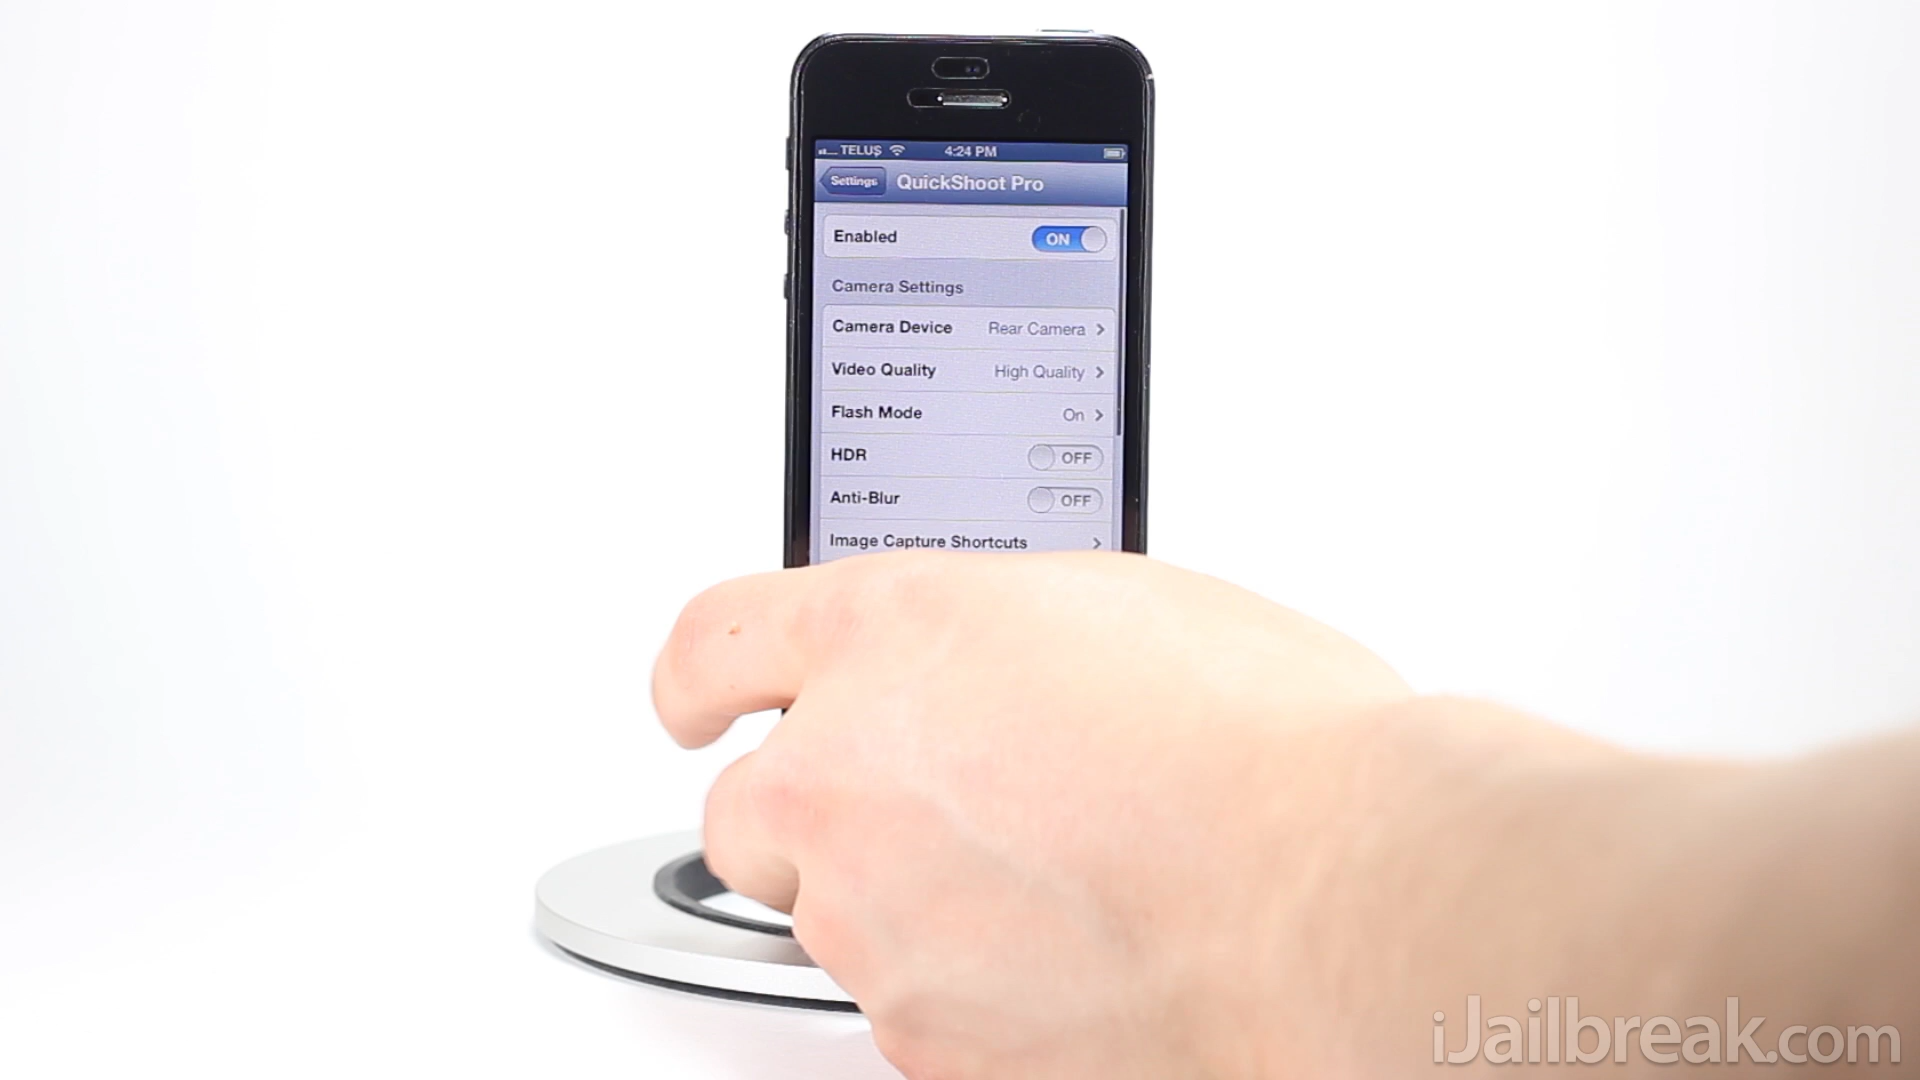 TELUS 4:24 PM
Settings QuickShoot Pro
Enabled ON
Camera Settings
Camera Device Rear Camera
Video Quality High Quality
Flash Mode On
HDR OFF
Anti-Blur OFF
Image Capture Shortcuts
iJailbreak.com